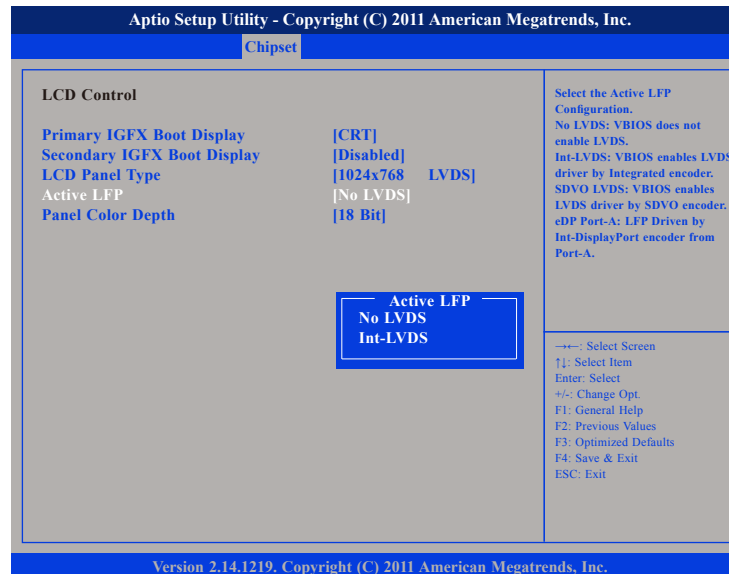 Aptio Setup Utility - Copyright (C) 2011 American Megatrends, Inc.
Chipset
LCD Control
Primary IGFX Boot Display [CRT]
Secondary IGFX Boot Display [Disabled]
LCD Panel Type [1024x768 LVDS]
Active LFP [No LVDS]
Panel Color Depth [18 Bit]
Active LFP
No LVDS
Int-LVDS
Select the Active LFP
Configuration.
No LVDS: VBIOS does not
enable LVDS.
Int-LVDS: VBIOS enables LVDS
driver by Integrated encoder.
SDVO LVDS: VBIOS enables
LVDS driver by SDVO encoder.
eDP Port-A: LFP Driven by
Int-DisplayPort encoder from
Port-A.
→←: Select Screen
↑↓: Select Item
Enter: Select
+/-: Change Opt.
F1: General Help
F2: Previous Values
F3: Optimized Defaults
F4: Save & Exit
ESC: Exit
Version 2.14.1219. Copyright (C) 2011 American Megatrends, Inc.